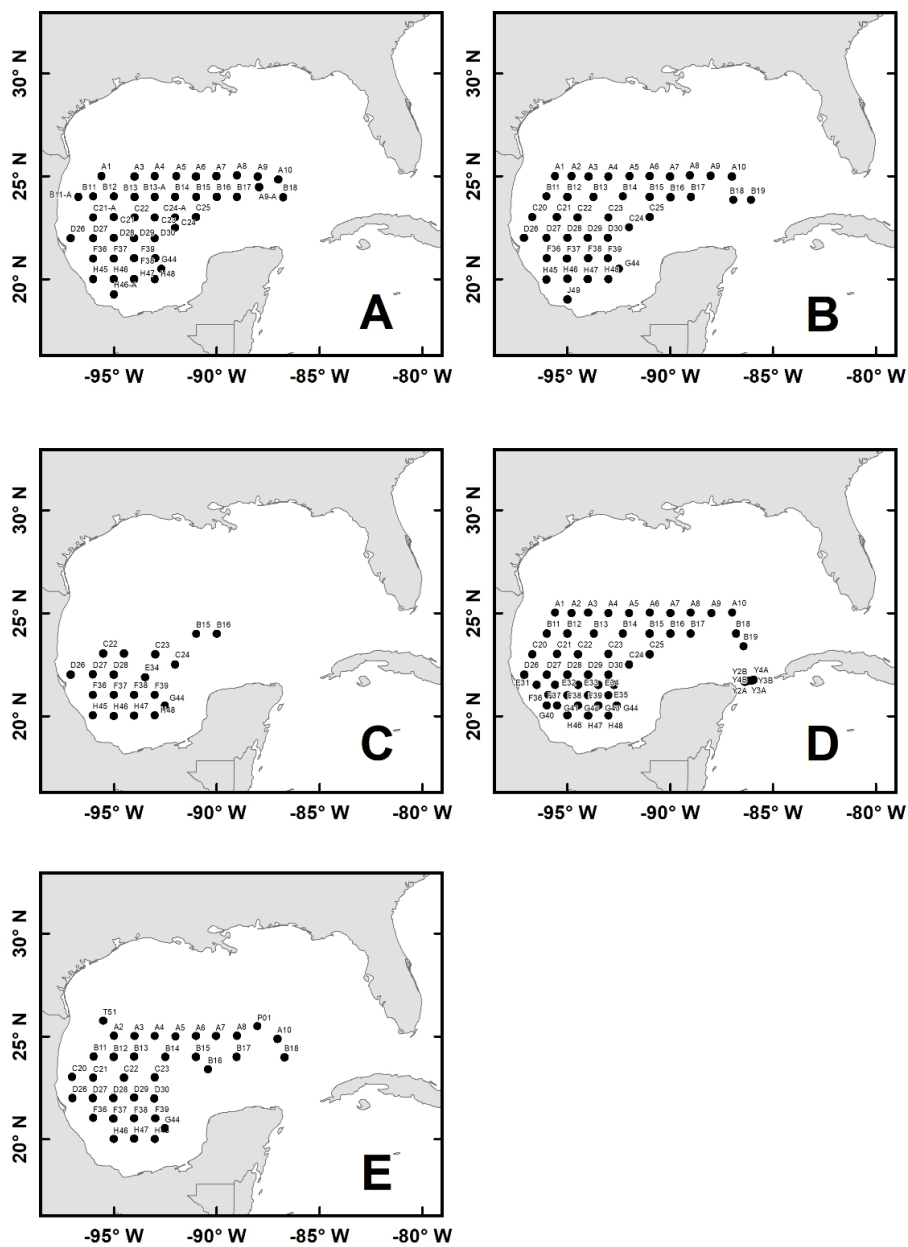 30° N
25° N
20° N
A1 A3 A4 A5 A6 A7 A8 A9 A10
B11-A B11 B12 B13 B13-A B14 B15 B16 B17 A9-A B18
C21-A C21 C22 C23 C24-A C24 C25
D26 D27 D28 D29 D30
F36 F37 F38 F39 G44
H45 H46 H47 H48
H46-A
A
-95° W -90° W -85° W -80° W
30° N
25° N
20° N
A1 A2 A3 A4 A5 A6 A7 A8 A9 A10
B11 B12 B13 B14 B15 B16 B17 B18 B19
C20 C21 C22 C23 C24 C25
D26 D27 D28 D29 D30
F36 F37 F38 F39 G44
H45 H46 H47 H48
J49
B
-95° W -90° W -85° W -80° W
30° N
25° N
20° N
B15 B16
C22 C23 C24
D26 D27 D28 E34
F36 F37 F38 F39 G44
H45 H46 H47 H48
C
-95° W -90° W -85° W -80° W
30° N
25° N
20° N
A1 A2 A3 A4 A5 A6 A7 A8 A9 A10
B11 B12 B13 B14 B15 B16 B17 B18 B19
C20 C21 C22 C23 C24 C25
D26 D27 D28 D29 D30
Y2B Y4A
E31 E32 E33 E34 Y4B Y3B
Y2A Y3A
F36 F37 F38 F39 E35
G40 G41 G42 G43 G44
H46 H47 H48
D
-95° W -90° W -85° W -80° W
30° N
25° N
20° N
T51 P01
A2 A3 A4 A5 A6 A7 A8 A10
B11 B12 B13 B14 B15 B16 B17 B18
C20 C21 C22 C23
D26 D27 D28 D29 D30
F36 F37 F38 F39 G44
H46 H47 H48
E
-95° W -90° W -85° W -80° W